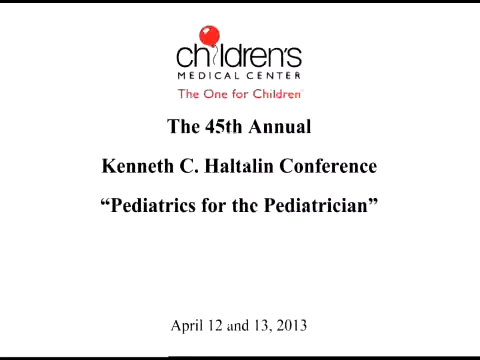 children's
MEDICAL CENTER
The One for Children
The 45th Annual
Kenneth C. Haltalin Conference
“Pediatrics for the Pediatrician”
April 12 and 13, 2013